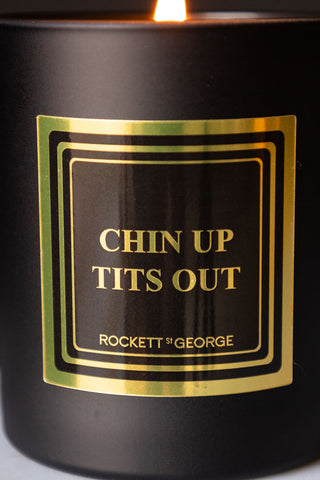 CHIN UP
TITS OUT
ROCKETT ST GEORGE